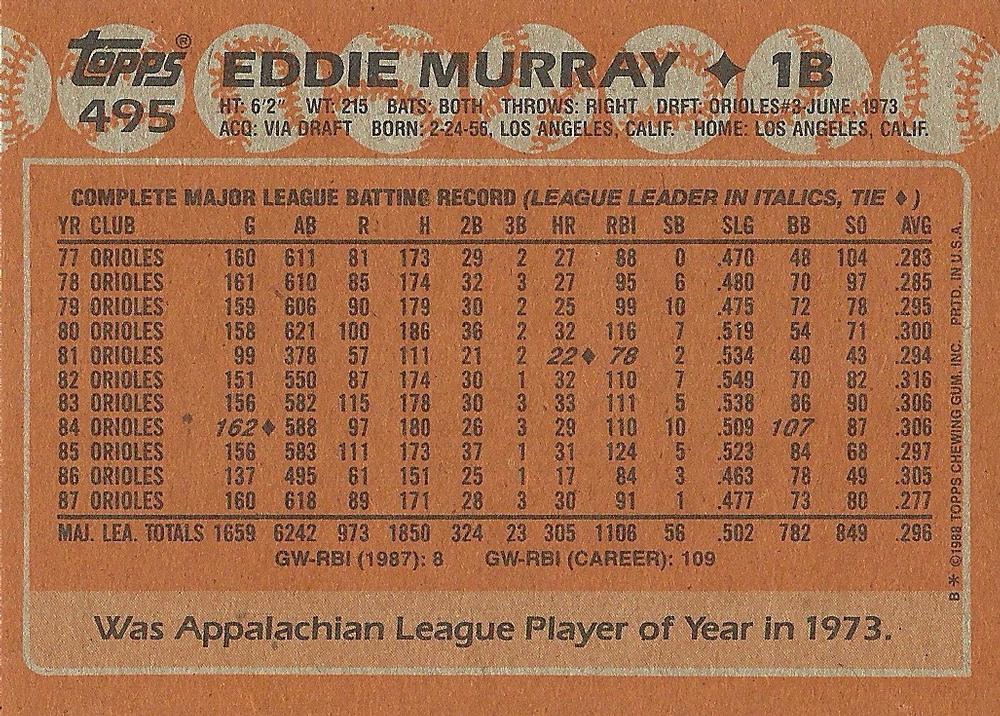 topps®
495
EDDIE MURRAY ♦ 1B
HT: 6'2" WT: 215 BATS: BOTH THROWS: RIGHT DRFT: ORIOLES#3-JUNE, 1973
ACQ: VIA DRAFT BORN: 2-24-56, LOS ANGELES, CALIF. HOME: LOS ANGELES, CALIF.
COMPLETE MAJOR LEAGUE BATTING RECORD (LEAGUE LEADER IN ITALICS, TIE ♦)
YR CLUB G AB R H 2B 3B HR RBI SB SLG BB SO AVG
77 ORIOLES 160 611 81 173 29 2 27 88 0 .470 48 104 .283
78 ORIOLES 161 610 85 174 32 3 27 95 6 .480 70 97 .285
79 ORIOLES 159 606 90 179 30 2 25 99 10 .475 72 78 .295
80 ORIOLES 158 621 100 186 36 2 32 116 7 .519 54 71 .300
81 ORIOLES 99 378 57 111 21 2 22♦ 78 2 .534 40 43 .294
82 ORIOLES 151 550 87 174 30 1 32 110 7 .549 70 82 .316
83 ORIOLES 156 582 115 178 30 3 33 111 5 .538 86 90 .306
84 ORIOLES 162♦ 588 97 180 26 3 29 110 10 .509 107 87 .306
85 ORIOLES 156 583 111 173 37 1 31 124 5 .523 84 68 .297
86 ORIOLES 137 495 61 151 25 1 17 84 3 .463 78 49 .305
87 ORIOLES 160 618 89 171 28 3 30 91 1 .477 73 80 .277
MAJ. LEA. TOTALS 1659 6242 973 1850 324 23 305 1106 56 .502 782 849 .296
GW-RBI (1987): 8 GW-RBI (CAREER): 109
Was Appalachian League Player of Year in 1973.
B * ©1988 TOPPS CHEWING GUM, INC. PRTD. IN U.S.A.